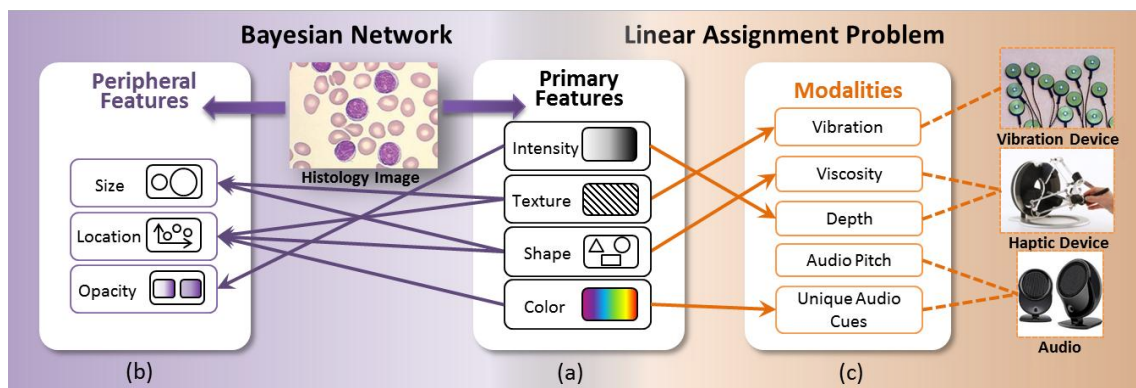 Bayesian Network
Linear Assignment Problem
Peripheral
Features
Size
Location
Opacity
(b)
Histology Image
Primary
Features
Intensity
Texture
Shape
Color
(a)
Modalities
Vibration
Viscosity
Depth
Audio Pitch
Unique Audio
Cues
(c)
Vibration Device
Haptic Device
Audio